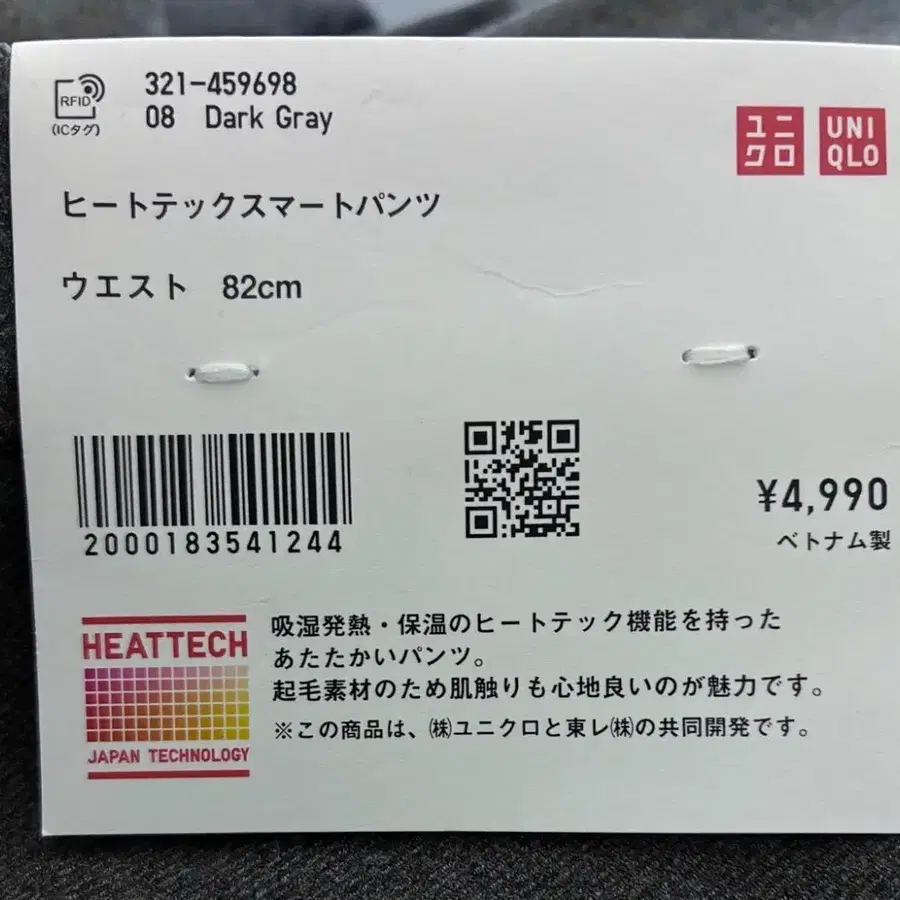 RFID
(ICタグ)
321-459698
08 Dark Gray
ユニ
クロ
UNI
QLO
ヒートテックスマートパンツ
ウエスト 82cm
2000183541244
¥4,990
ベトナム製
HEATTECH
JAPAN TECHNOLOGY
吸湿発熱・保温のヒートテック機能を持った
あたたかいパンツ。
起毛素材のため肌触りも心地良いのが魅力です。
※この商品は、㈱ユニクロと東レ㈱の共同開発です。